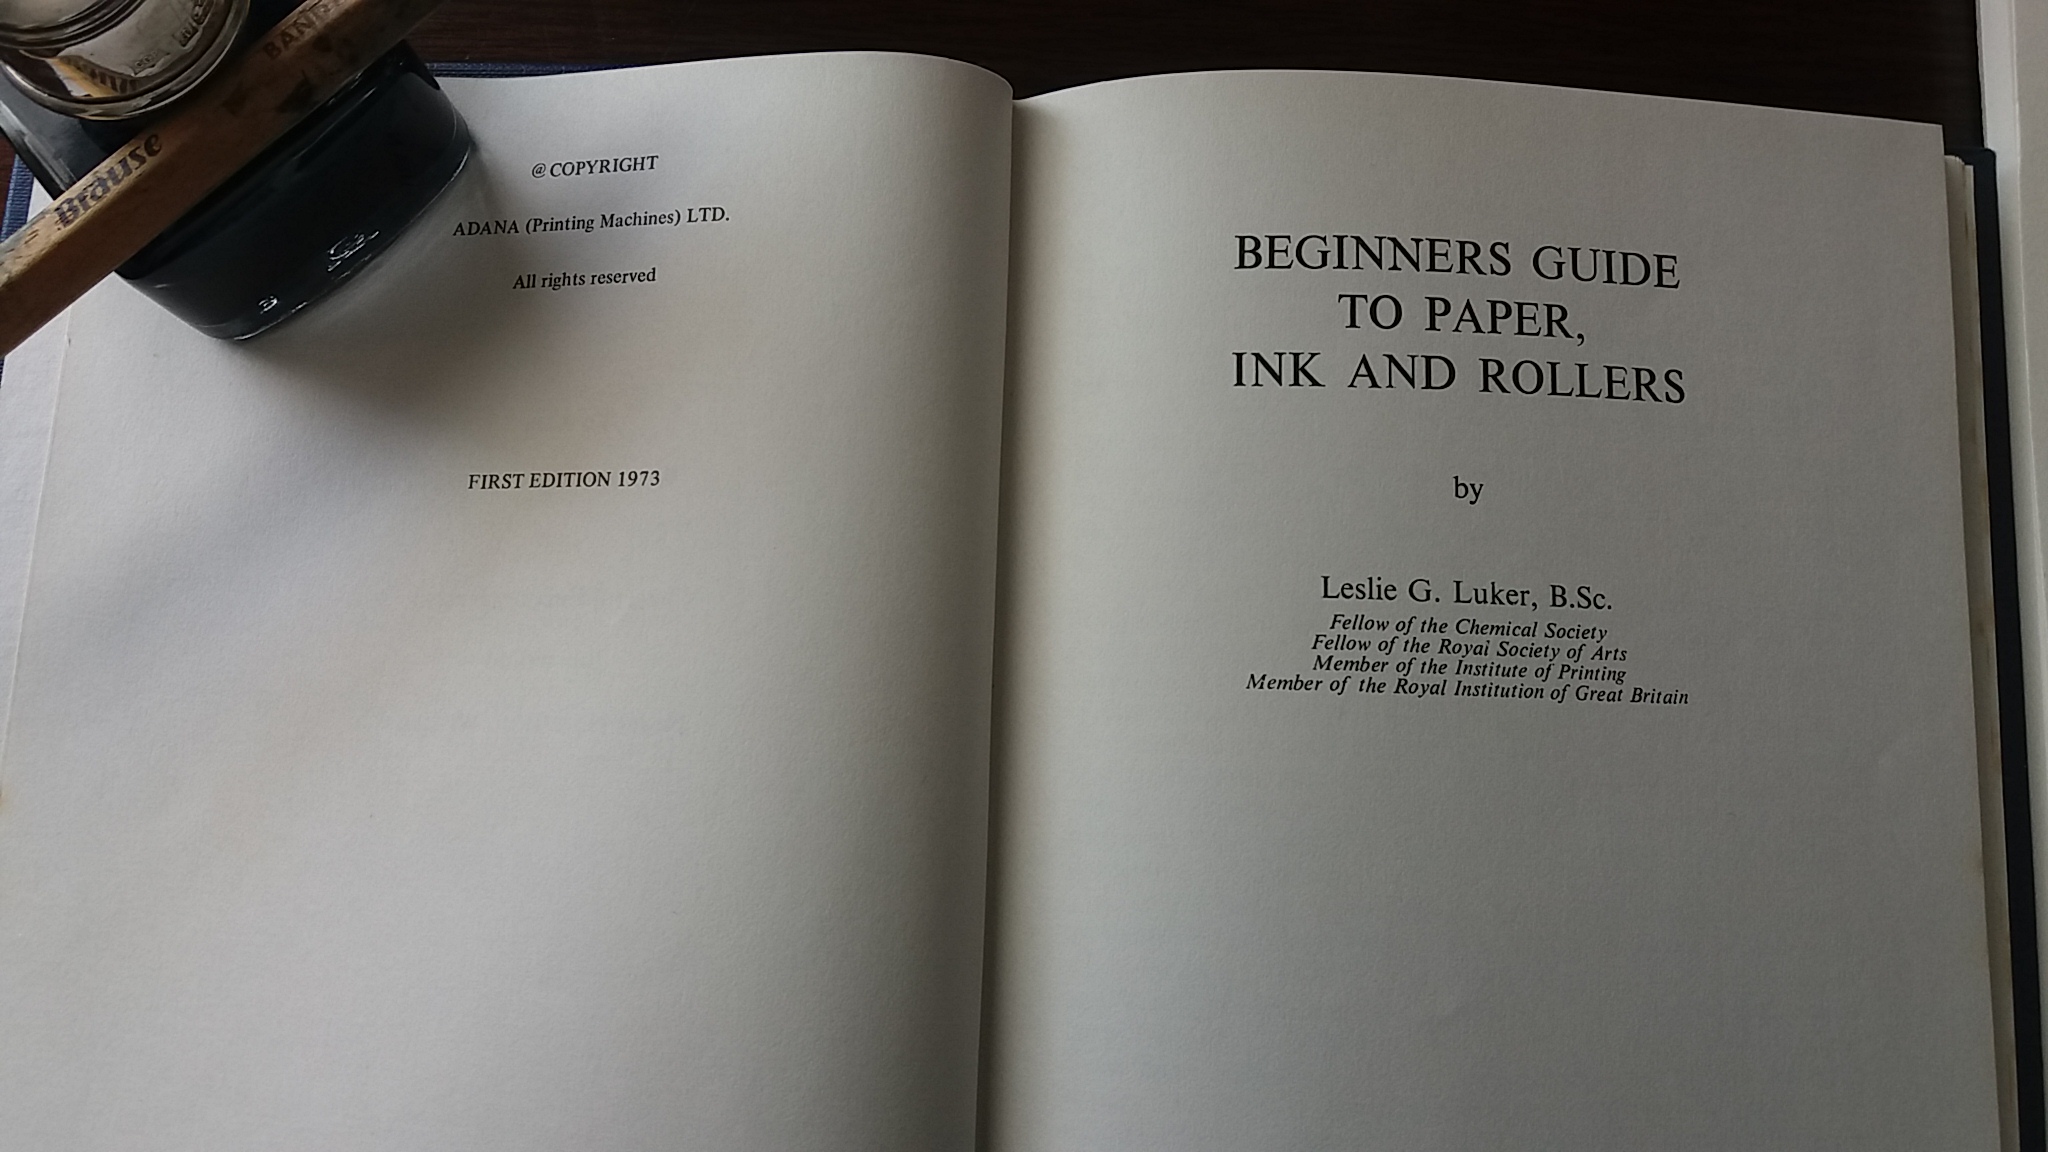 Brause
BAN
@ COPYRIGHT
ADANA (Printing Machines) LTD.
All rights reserved
FIRST EDITION 1973
BEGINNERS GUIDE
TO PAPER,
INK AND ROLLERS
by
Leslie G. Luker, B.Sc.
Fellow of the Chemical Society
Fellow of the Royal Society of Arts
Member of the Institute of Printing
Member of the Royal Institution of Great Britain